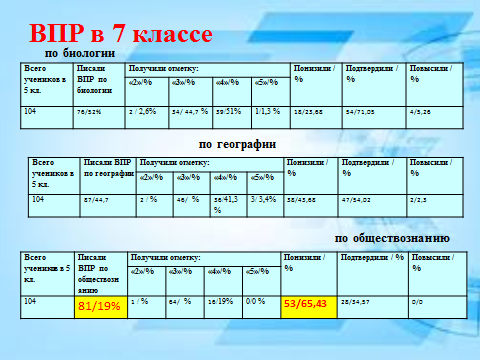 ВПР в 7 классе
по биологии
Всего учеников в 5 кл. Писали ВПР по биологии Получили отметку: Понизили / % Подтвердили / % Повысили / %
«2»/% «3»/% «4»/% «5»/%
104 76/52% 2 / 2,6% 34/ 44,7 % 39/51% 1/1,3 % 18/23,68 54/71,05 4/5,26
по географии
Всего учеников в 5 кл. Писали ВПР по географии Получили отметку: Понизили / % Подтвердили / % Повысили / %
«2»/% «3»/% «4»/% «5»/%
104 87/44,7 2 / % 46/ % 36/41,3 % 3/ 3,4% 38/43,68 47/54,02 2/2,3
по обществознанию
Всего учеников в 5 кл. Писали ВПР по обществознанию Получили отметку: Понизили / % Подтвердили / % Повысили / %
«2»/% «3»/% «4»/% «5»/%
104 81/19% 1 / % 64/ % 16/19% 0/0 % 53/65,43 28/34,57 0/0